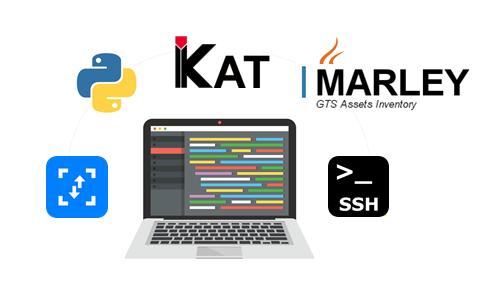 KAT
MARLEY
GTS Assets Inventory
>_
SSH